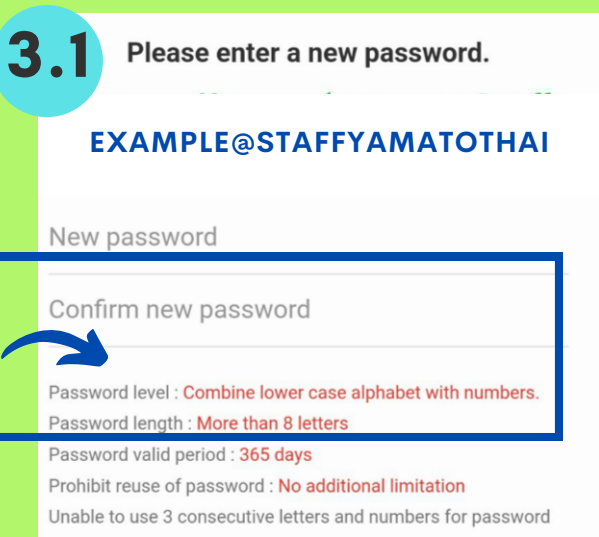 3.1
Please enter a new password.
EXAMPLE@STAFFYAMATOTHAI
New password
Confirm new password
Password level : Combine lower case alphabet with numbers.
Password length : More than 8 letters
Password valid period : 365 days
Prohibit reuse of password : No additional limitation
Unable to use 3 consecutive letters and numbers for password